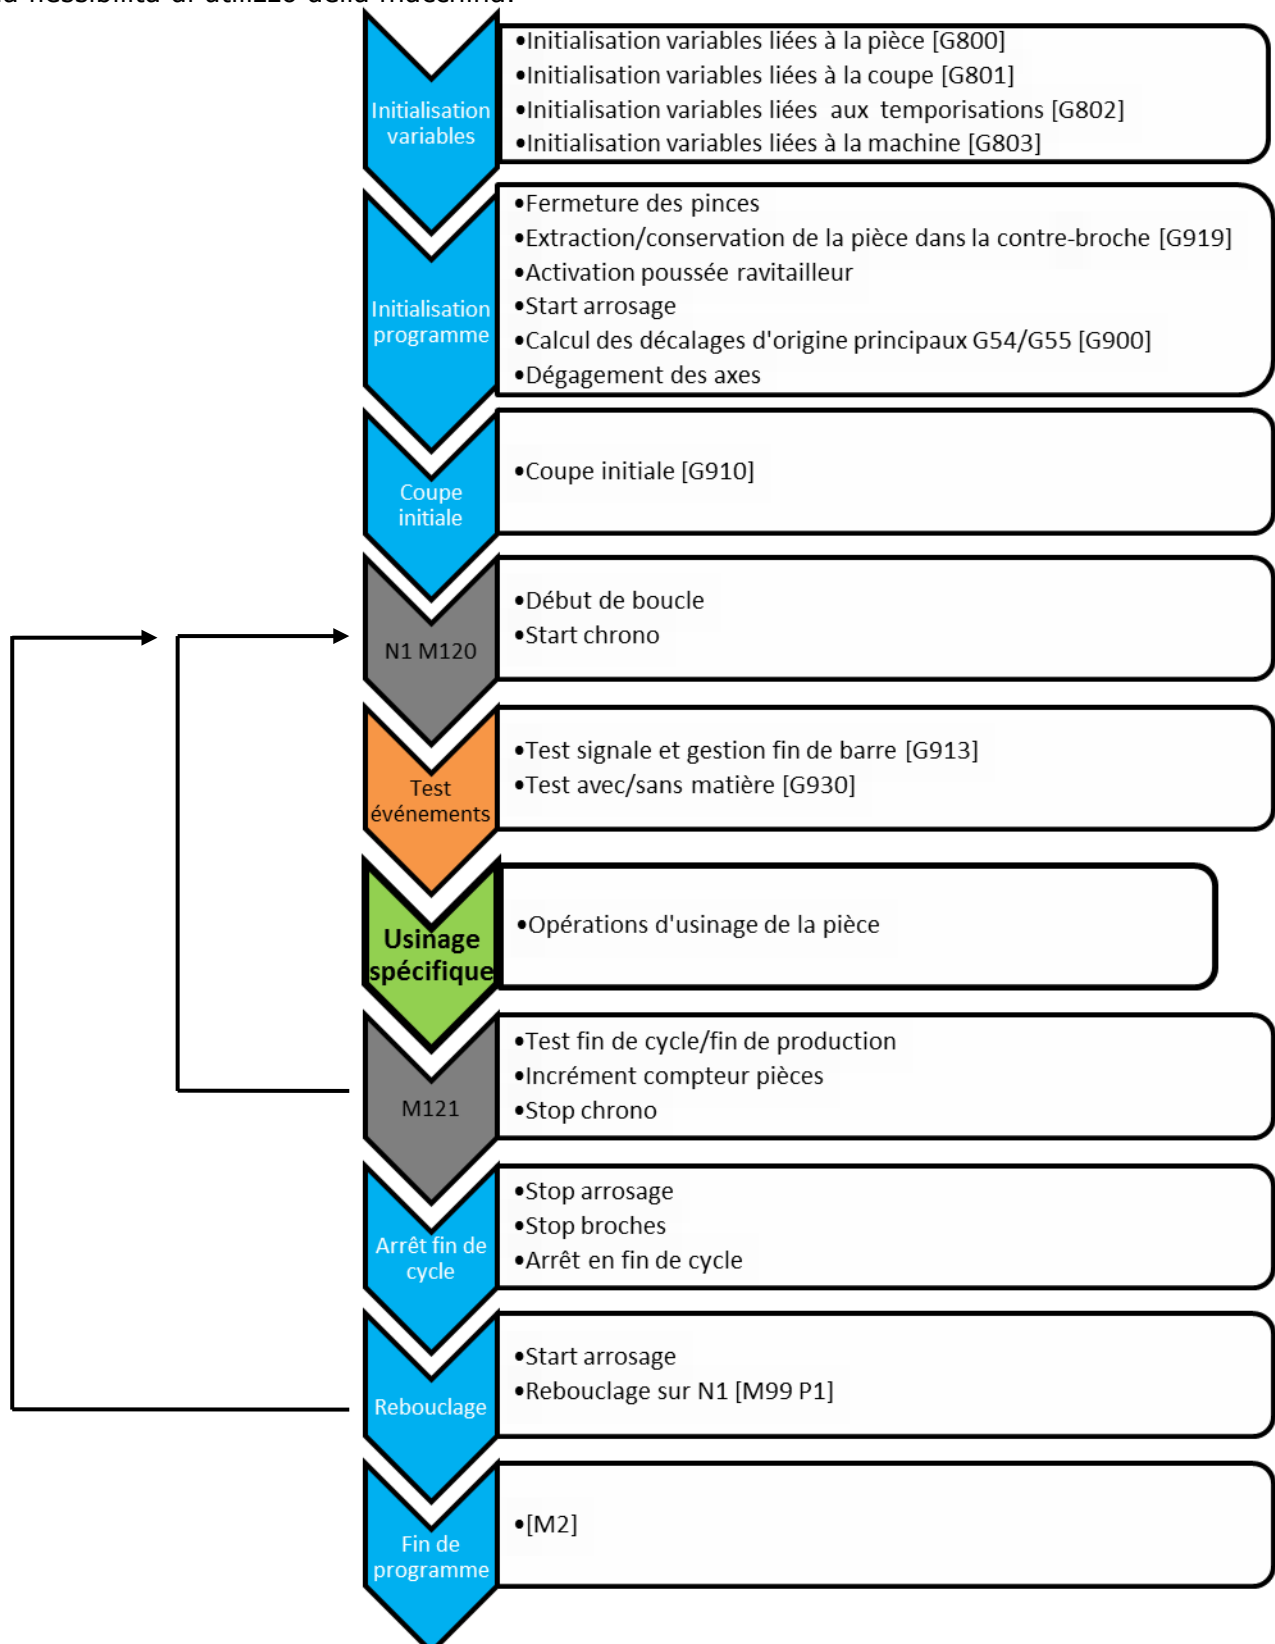 la flessibilità di utilizzo della macchina.
Initialisation
variables
•Initialisation variables liées à la pièce [G800]
•Initialisation variables liées à la coupe [G801]
•Initialisation variables liées aux temporisations [G802]
•Initialisation variables liées à la machine [G803]
Initialisation
programme
•Fermeture des pinces
•Extraction/conservation de la pièce dans la contre-broche [G919]
•Activation poussée ravitailleur
•Start arrosage
•Calcul des décalages d'origine principaux G54/G55 [G900]
•Dégagement des axes
Coupe
initiale
•Coupe initiale [G910]
N1 M120
•Début de boucle
•Start chrono
Test
événements
•Test signale et gestion fin de barre [G913]
•Test avec/sans matière [G930]
Usinage
spécifique
•Opérations d'usinage de la pièce
M121
•Test fin de cycle/fin de production
•Incrément compteur pièces
•Stop chrono
Arrêt fin de
cycle
•Stop arrosage
•Stop broches
•Arrêt en fin de cycle
Rebouclage
•Start arrosage
•Rebouclage sur N1 [M99 P1]
Fin de
programme
•[M2]